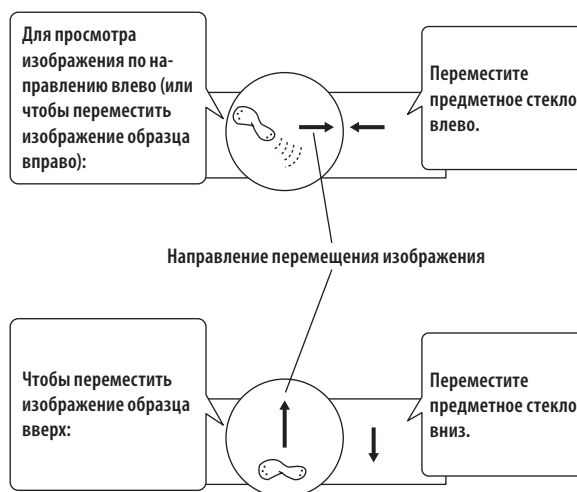 Для просмотра
изображения по на-
правлению влево (или
чтобы переместить
изображение образца
вправо):
Переместите
предметное стекло
влево.
Направление перемещения изображения
Чтобы переместить
изображение образца
вверх:
Переместите
предметное стекло
вниз.